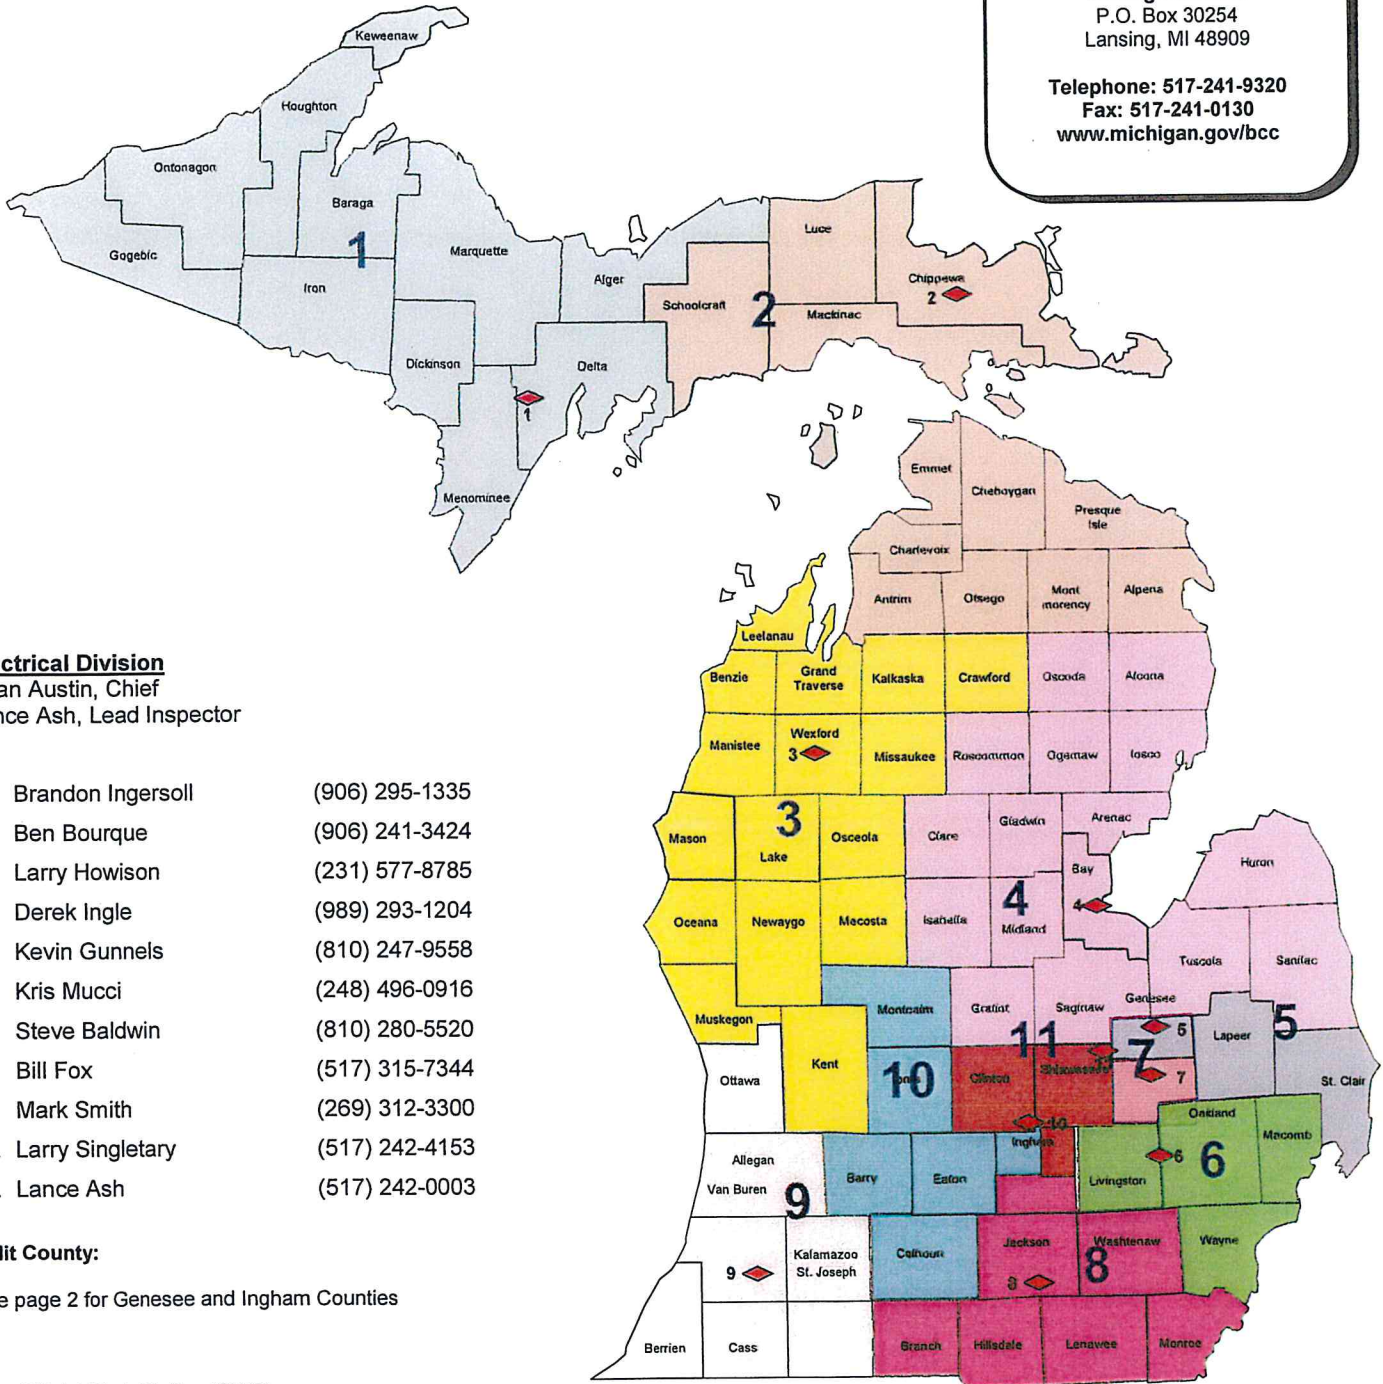 P.O. Box 30254
Lansing, MI 48909
Telephone: 517-241-9320
Fax: 517-241-0130
www.michigan.gov/bcc
Keweenaw
Houghton
Ontonagon
Baraga
Gogebic
1
Marquette
Iron
Alger
Luce
Chippewa
2
Schoolcraft
2
Mackinac
Dickinson
Delta
1
Menominee
Emmet
Cheboygan
Presque
Isle
Charlevoix
Antrim
Otsego
Mont
morency
Alpena
Leelanau
Benzie
Grand
Traverse
Kalkaska
Crawford
Oscoda
Alcona
Manistee
Wexford
3
Missaukee
Roscommon
Ogemaw
Iosco
Mason
3
Lake
Osceola
Clare
Gladwin
Arenac
Bay
Huron
Oceana
Newaygo
Mecosta
Isabella
4
Midland
4
Tuscola
Sanilac
Muskegon
Montcalm
Gratiot
Saginaw
Genesee
5
Lapeer
5
Ottawa
Kent
Ionia
10
Clinton
11
Shiawassee
7
7
St. Clair
Oakland
Macomb
10
Ingham
6
6
Livingston
Allegan
Van Buren
9
Barry
Eaton
Kalamazoo
St. Joseph
9
Calhoun
Jackson
8
Washtenaw
8
Wayne
Berrien
Cass
Branch
Hillsdale
Lenawee
Monroe
ctrical Division
an Austin, Chief
nce Ash, Lead Inspector
Brandon Ingersoll (906) 295-1335
Ben Bourque (906) 241-3424
Larry Howison (231) 577-8785
Derek Ingle (989) 293-1204
Kevin Gunnels (810) 247-9558
Kris Mucci (248) 496-0916
Steve Baldwin (810) 280-5520
Bill Fox (517) 315-7344
Mark Smith (269) 312-3300
Larry Singletary (517) 242-4153
Lance Ash (517) 242-0003
lit County:
e page 2 for Genesee and Ingham Counties